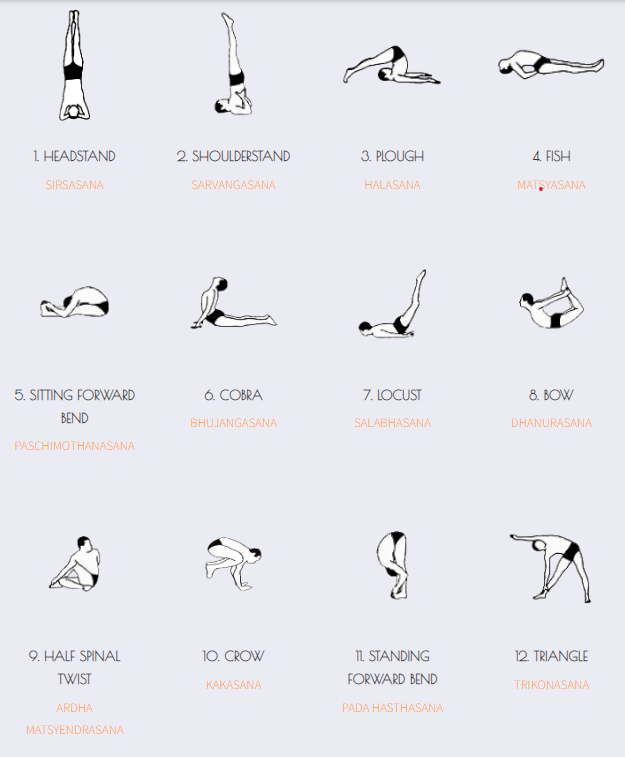 1. HEADSTAND
SIRSASANA
2. SHOULDERSTAND
SARVANGASANA
3. PLOUGH
HALASANA
4. FISH
MATSYASANA
5. SITTING FORWARD
BEND
PASCHIMOTHANASANA
6. COBRA
BHUJANGASANA
7. LOCUST
SALABHASANA
8. BOW
DHANURASANA
9. HALF SPINAL
TWIST
ARDHA
MATSYENDRASANA
10. CROW
KAKASANA
11. STANDING
FORWARD BEND
PADA HASTHASANA
12. TRIANGLE
TRIKONASANA